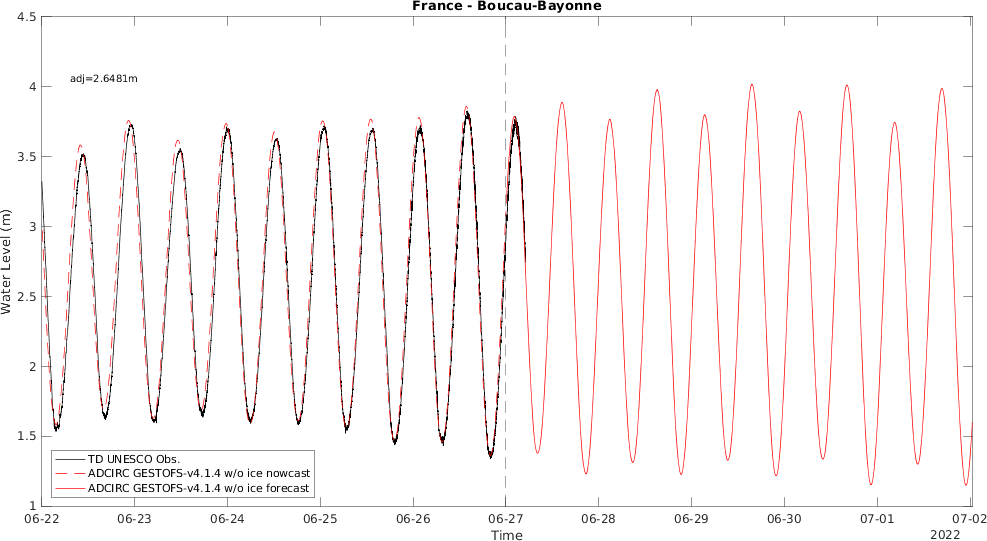 France - Boucau-Bayonne
adj=2.6481m
4.5
4
3.5
3
2.5
2
1.5
1
Water Level (m)
TD UNESCO Obs.
ADCIRC GESTOFS-v4.1.4 w/o ice nowcast
ADCIRC GESTOFS-v4.1.4 w/o ice forecast
06-22 06-23 06-24 06-25 06-26 06-27 06-28 06-29 06-30 07-01 07-02
Time
2022